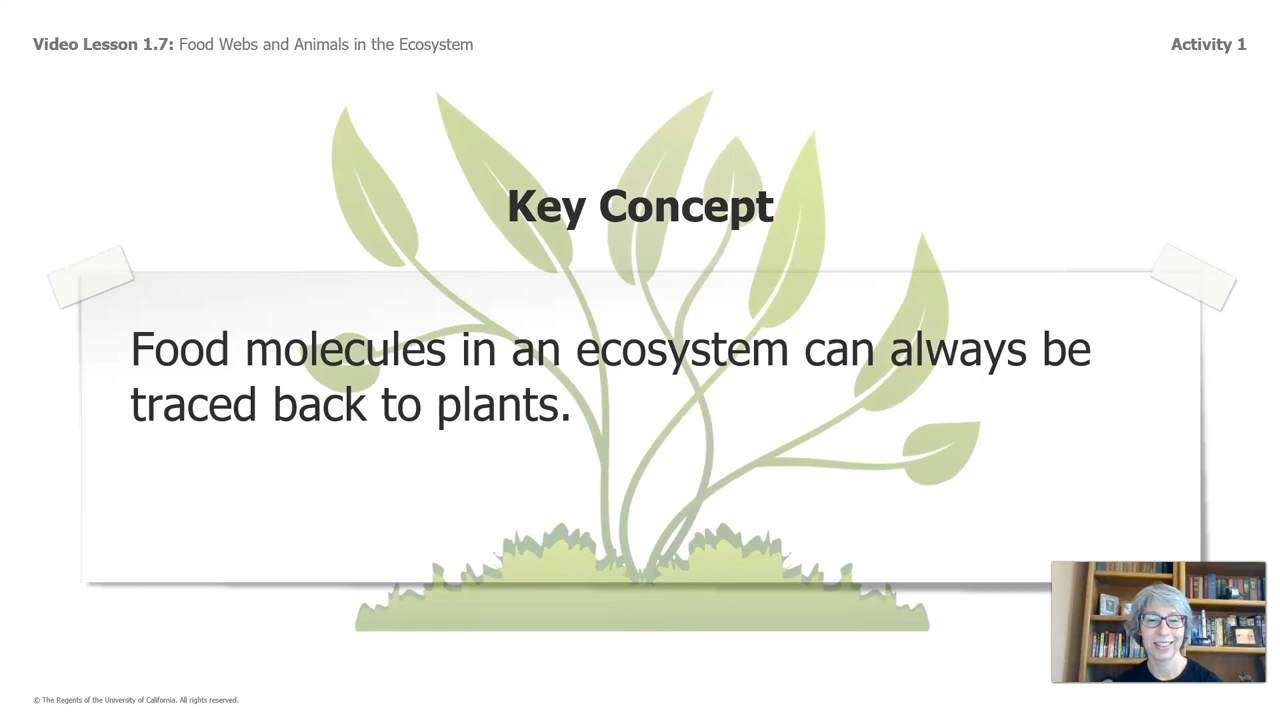 Video Lesson 1.7: Food Webs and Animals in the Ecosystem
Activity 1
Key Concept
Food molecules in an ecosystem can always be
traced back to plants.
© The Regents of the University of California. All rights reserved.